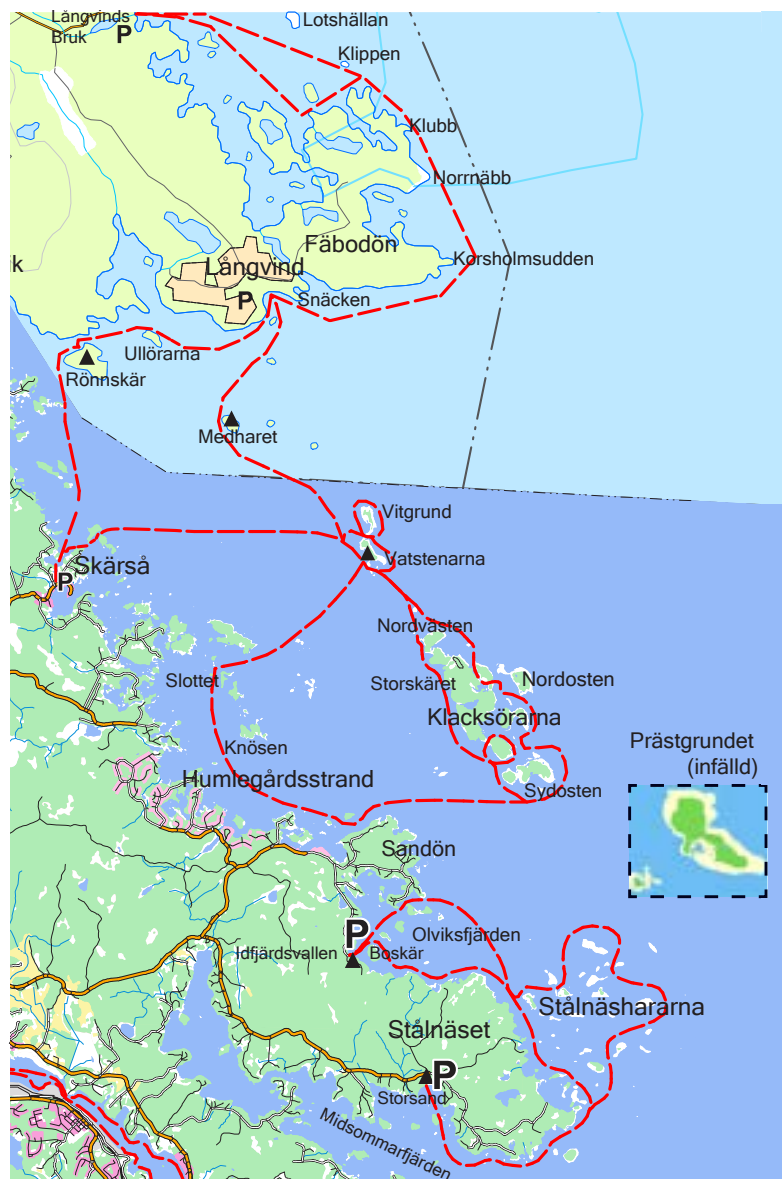 Lotshällan
Långvinds
Bruk
P
Klippen
Klubb
Norrnäbb
Fäbodön
Korsholmsudden
Långvind
k
P
Snäcken
Ullörarna
Rönnskär
Medharet
Vitgrund
Vatstenarna
Skärså
P
Nordvästen
Slottet
Storskäret
Nordosten
Klacksörarna
Knösen
Prästgrundet
(infälld)
Humlegårdsstrand
Sydosten
Sandön
P
Olviksfjärden
Idfjärdsvallen
Boskär
Stålnäshararna
Stålnäset
P
Storsand
Midsommarfjärden